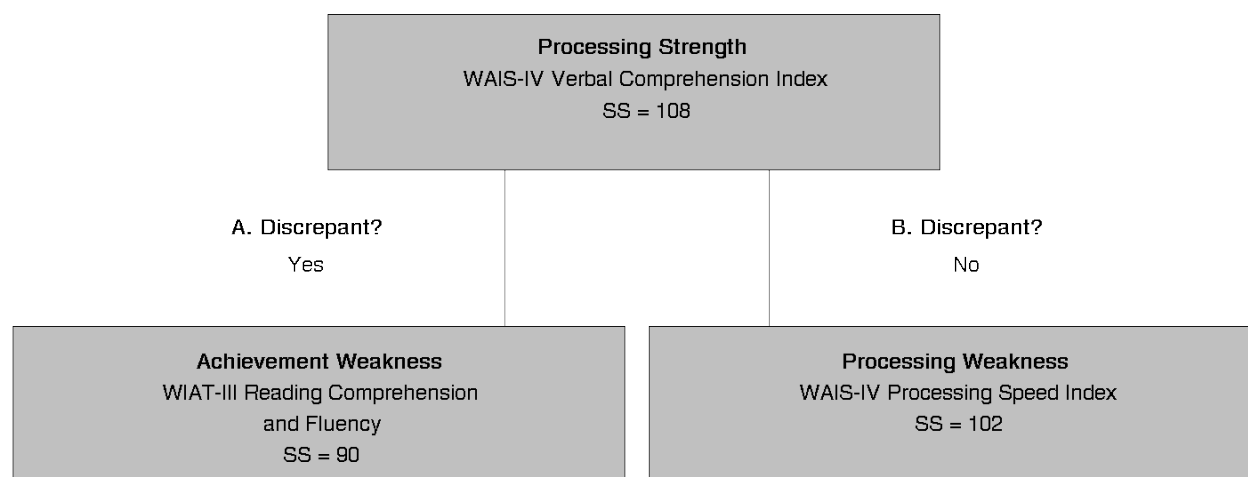 Processing Strength
WAIS-IV Verbal Comprehension Index
SS = 108
A. Discrepant?
Yes
B. Discrepant?
No
Achievement Weakness
WIAT-III Reading Comprehension
and Fluency
SS = 90
Processing Weakness
WAIS-IV Processing Speed Index
SS = 102